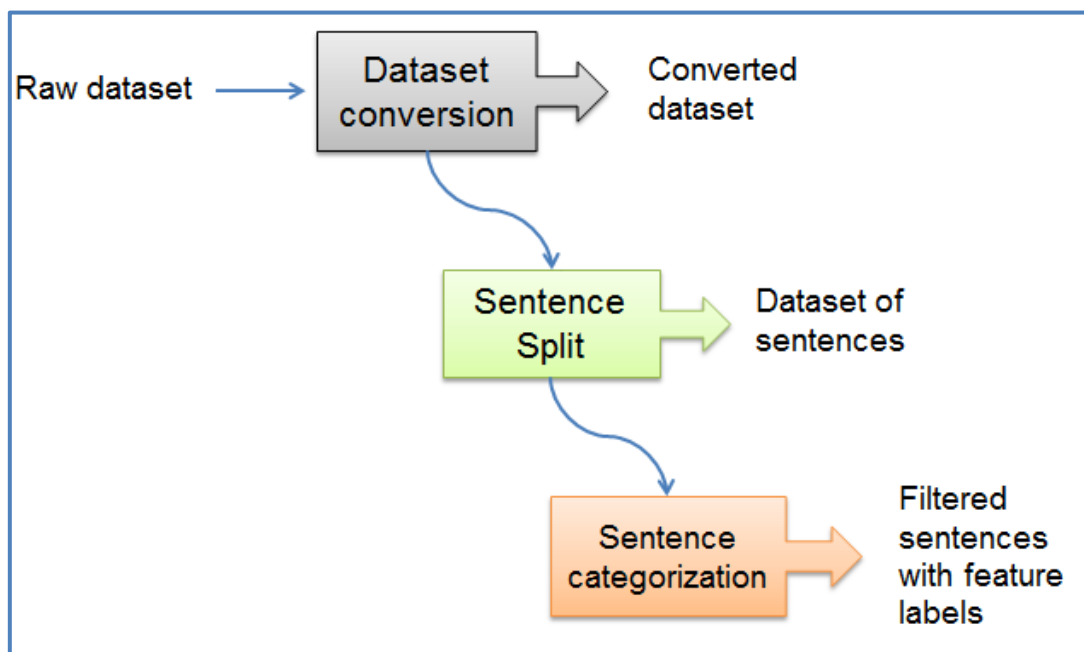 Raw dataset
Dataset
conversion
Converted
dataset
Sentence
Split
Dataset of
sentences
Sentence
categorization
Filtered
sentences
with feature
labels